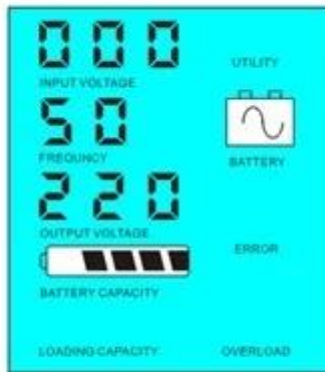 000
UTILITY
INPUT VOLTAGE
50
FREQUNCY
BATTERY
220
OUTPUT VOLTAGE
ERROR
BATTERY CAPACITY
LOADING CAPACITY
OVERLOAD